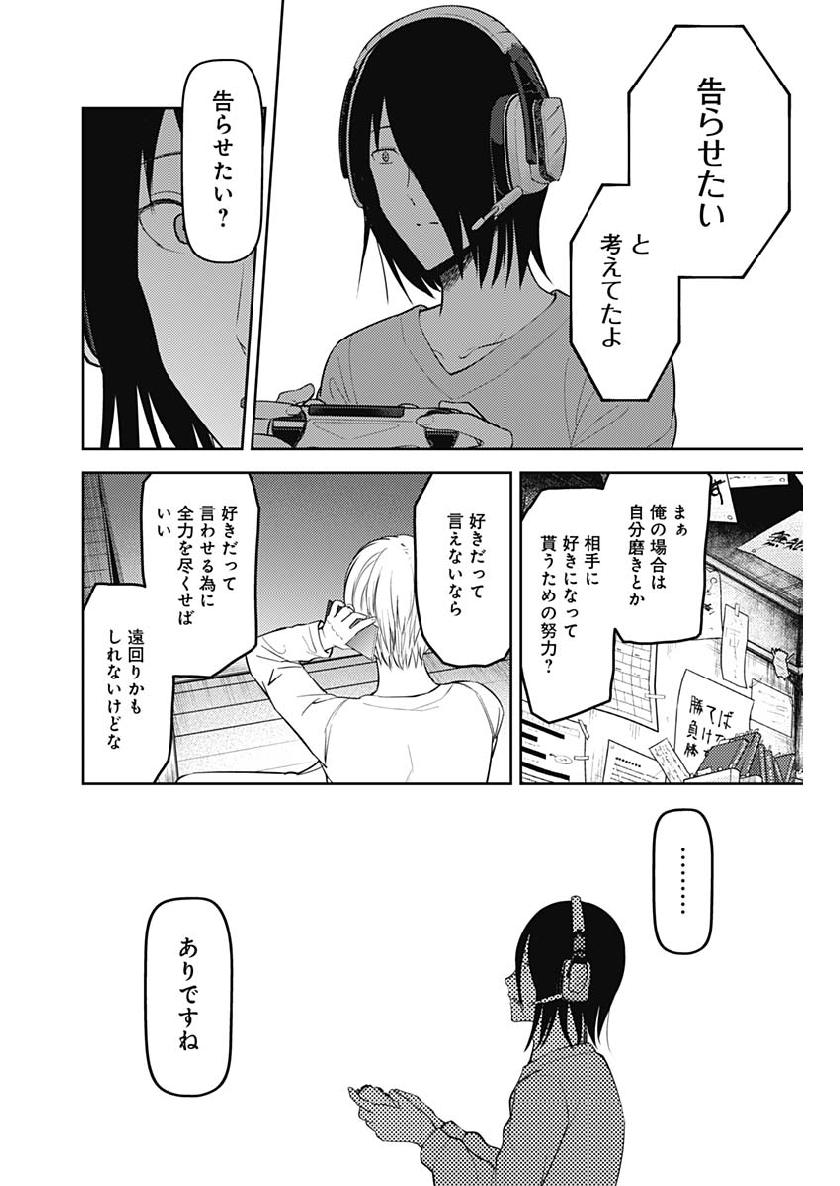 告らせたい
と
考えてたよ
告らせたい？
まぁ
俺の場合は
自分磨きとか
相手に
好きになって
貰うための努力？
勝てば
負け
勝
好きだって
言えないなら
好きだって
言わせる為に
全力を尽くせば
いい
遠回りかも
しれないけどな
………
ありですね